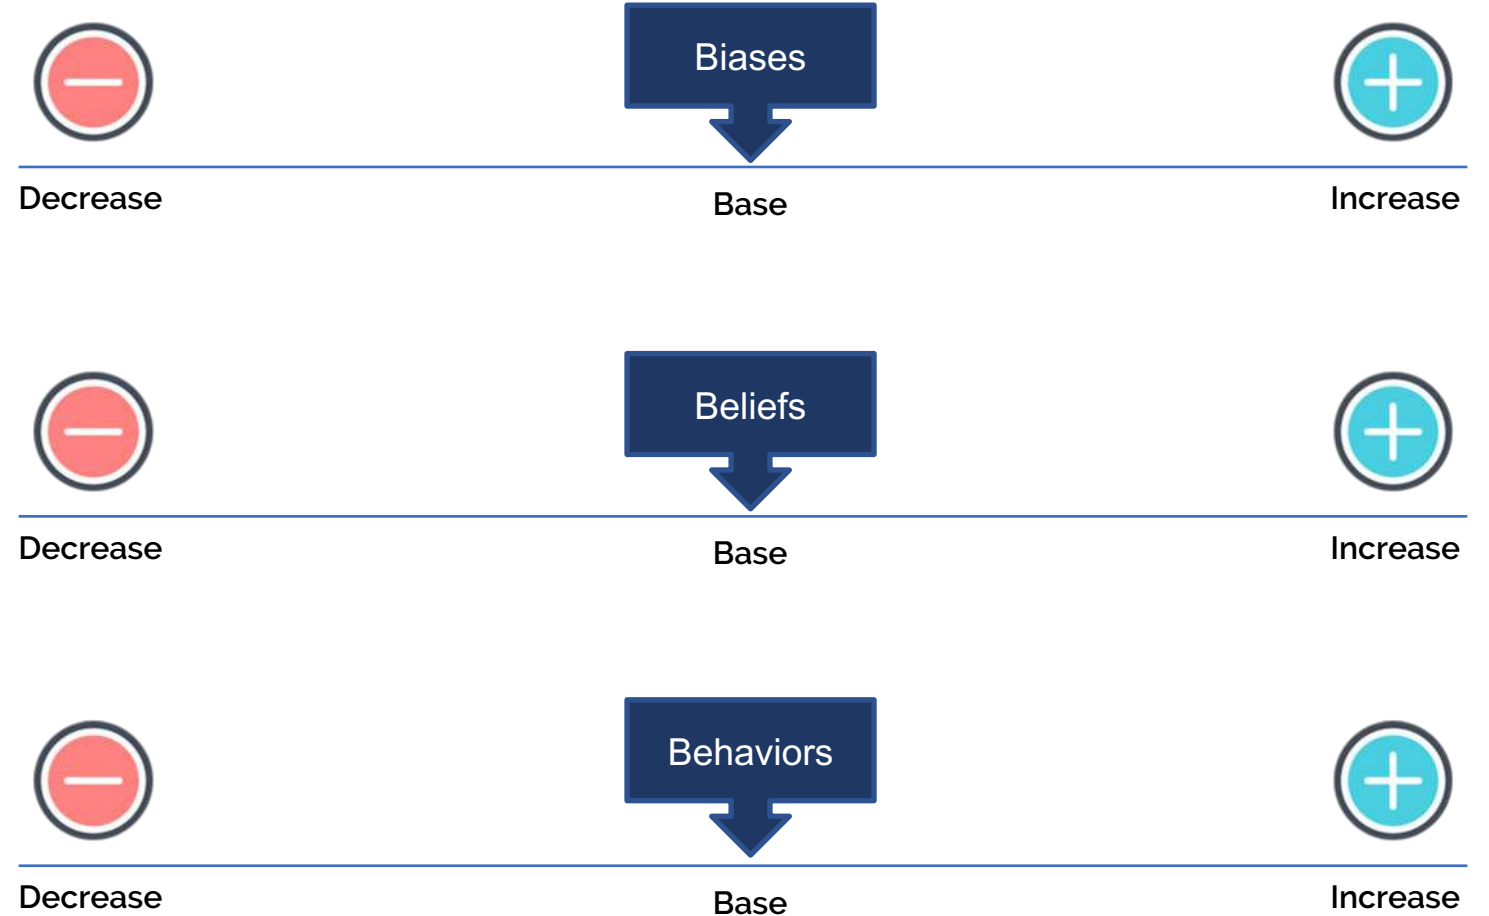 Biases
Decrease
Base
Increase
Beliefs
Decrease
Base
Increase
Behaviors
Decrease
Base
Increase